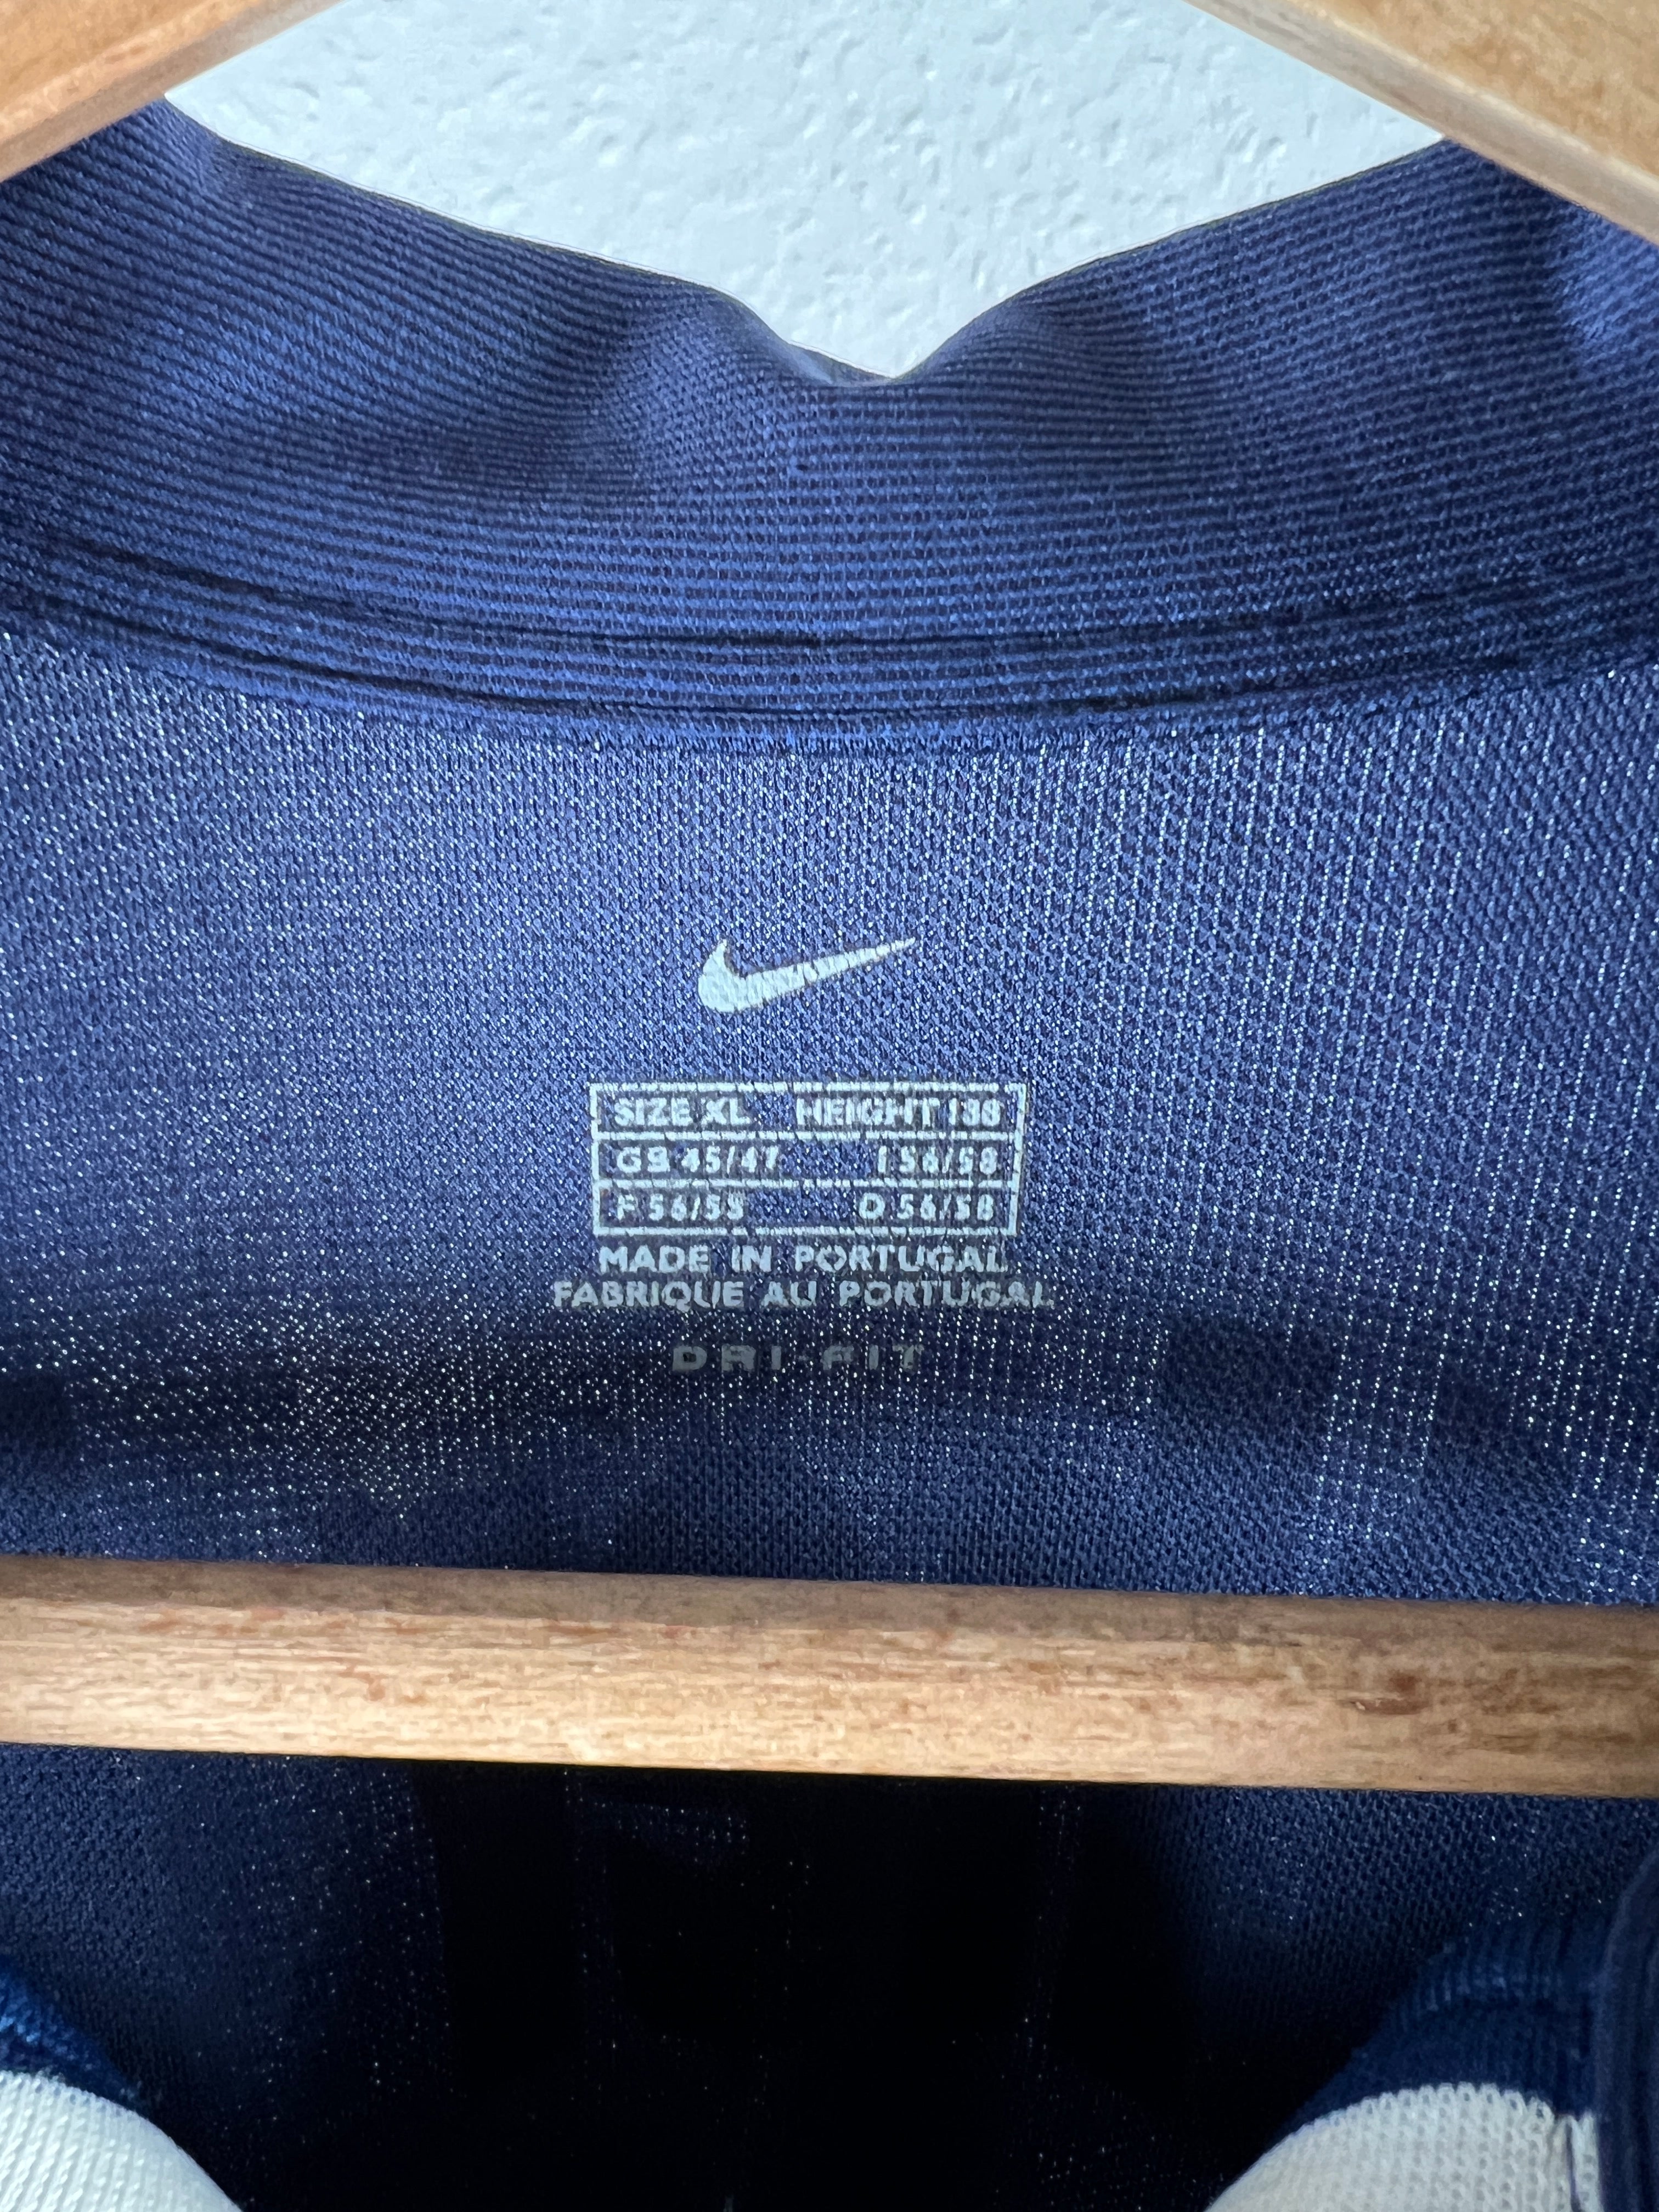 SIZE XL HEIGHT 188
GB 45/47 I 56/58
F 56/58 D 56/58
MADE IN PORTUGAL
FABRIQUE AU PORTUGAL
DRI-FIT